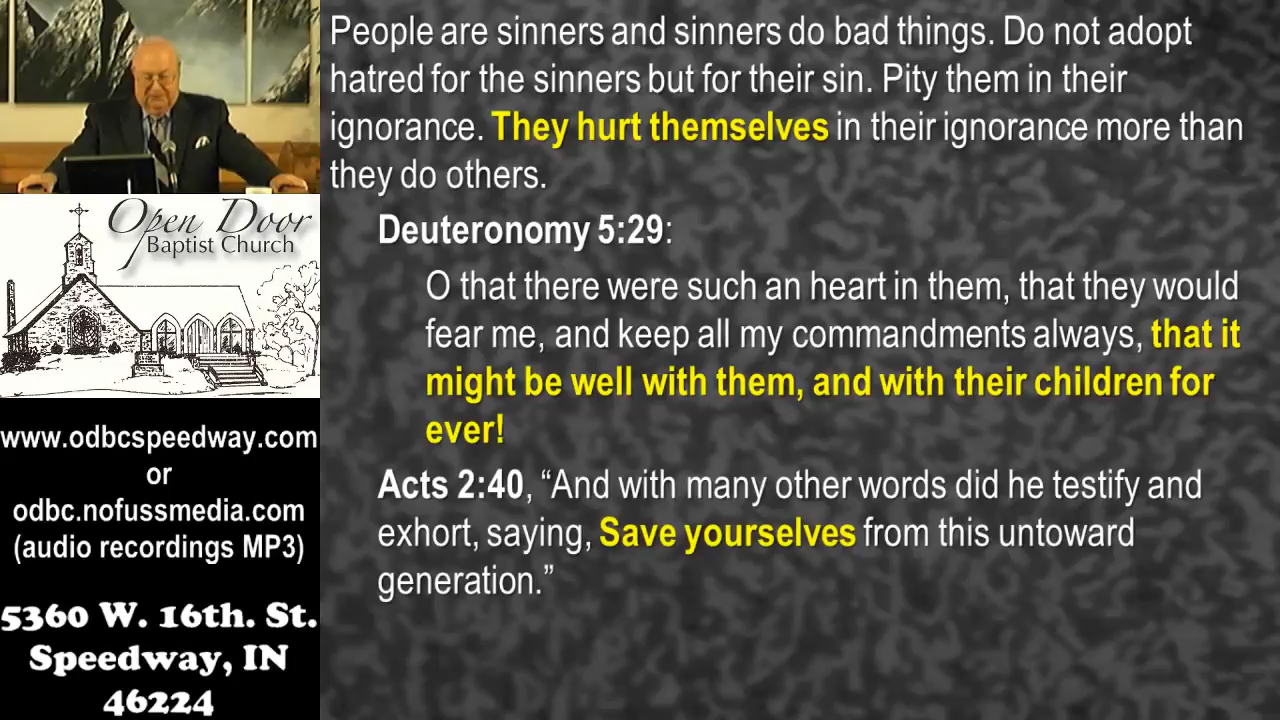 People are sinners and sinners do bad things. Do not adopt
hatred for the sinners but for their sin. Pity them in their
ignorance. They hurt themselves in their ignorance more than
they do others.
Deuteronomy 5:29:
O that there were such an heart in them, that they would
fear me, and keep all my commandments always, that it
might be well with them, and with their children for
ever!
Acts 2:40, “And with many other words did he testify and
exhort, saying, Save yourselves from this untoward
generation.”
Open Door
Baptist Church
www.odbcspeedway.com
or
odbc.nofussmedia.com
(audio recordings MP3)
5360 W. 16th. St.
Speedway, IN
46224